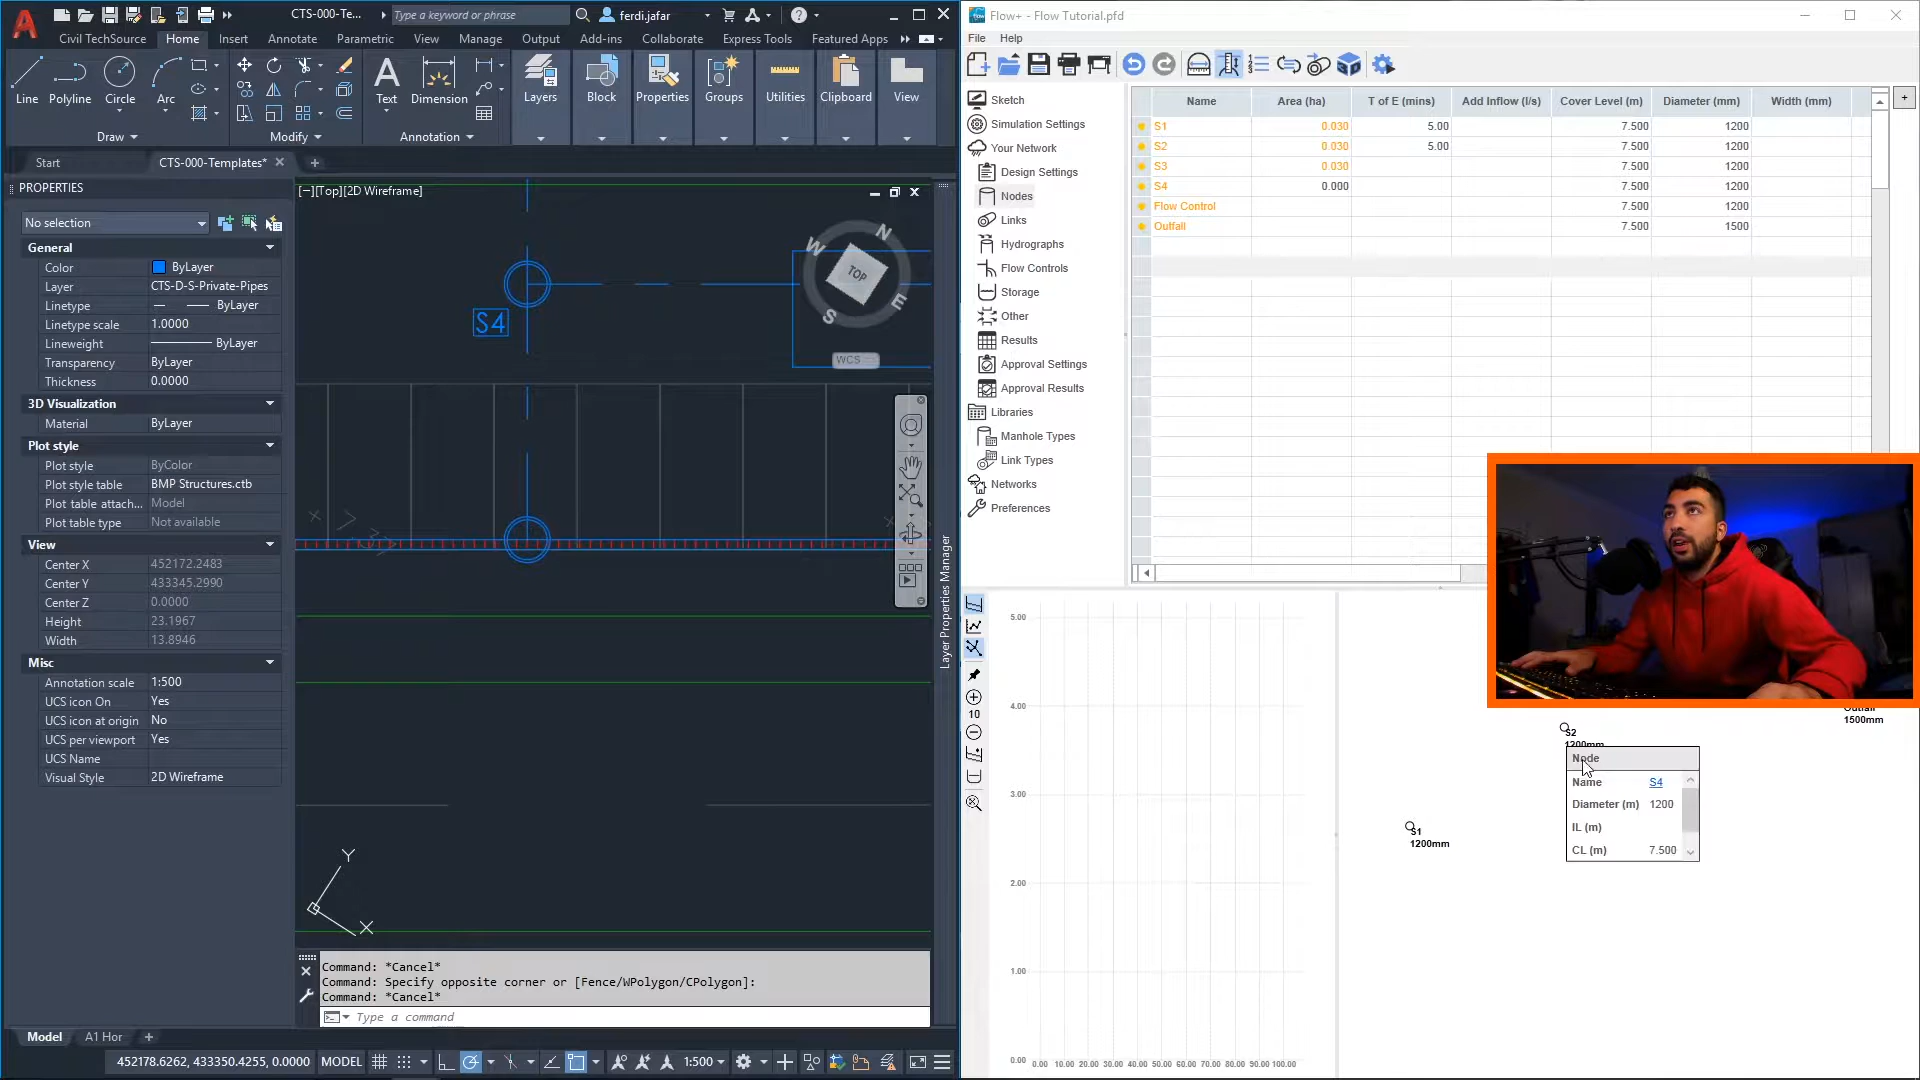 CTS-000-Te...
Type a keyword or phrase
ferdi.jafar
Civil TechSource
Home
Insert
Annotate
Parametric
View
Manage
Output
Add-ins
Collaborate
Express Tools
Featured Apps
Line
Polyline
Circle
Arc
Text
Dimension
Layers
Block
Properties
Groups
Utilities
Clipboard
View
Draw
Modify
Annotation
Start
CTS-000-Templates*
PROPERTIES
No selection
General
Color ByLayer
Layer CTS-D-S-Private-Pipes
Linetype ByLayer
Linetype scale 1.0000
Lineweight ByLayer
Transparency ByLayer
Thickness 0.0000
3D Visualization
Material ByLayer
Plot style
Plot style ByColor
Plot style table BMP Structures.ctb
Plot table attach... Model
Plot table type Not available
View
Center X 452172.2483
Center Y 433345.2990
Center Z 0.0000
Height 23.1967
Width 13.8946
Misc
Annotation scale 1:500
UCS icon On Yes
UCS icon at origin No
UCS per viewport Yes
UCS Name
Visual Style 2D Wireframe
[−][Top][2D Wireframe]
S4
N
W
TOP
E
S
WCS
Y
X
Layer Properties Manager
Command: *Cancel*
Command: Specify opposite corner or [Fence/WPolygon/CPolygon]:
Command: *Cancel*
Type a command
Model
A1 Hor
452178.6262, 433350.4255, 0.0000
MODEL
1:500
Flow+ - Flow Tutorial.pfd
File
Help
Sketch
Simulation Settings
Your Network
Design Settings
Nodes
Links
Hydrographs
Flow Controls
Storage
Other
Results
Approval Settings
Approval Results
Libraries
Manhole Types
Link Types
Networks
Preferences
Name Area (ha) T of E (mins) Add Inflow (l/s) Cover Level (m) Diameter (mm) Width (mm)
S1 0.030 5.00 7.500 1200
S2 0.030 5.00 7.500 1200
S3 0.030 7.500 1200
S4 0.000 7.500 1200
Flow Control 7.500 1200
Outfall 7.500 1500
10
5.00
4.00
3.00
2.00
1.00
0.00
0.00 10.00 20.00 30.00 40.00 50.00 60.00 70.00 80.00 90.00 100.00
Outfall
1500mm
S2
1200mm
Node
Name S4
Diameter (m) 1200
IL (m)
CL (m) 7.500
S1
1200mm